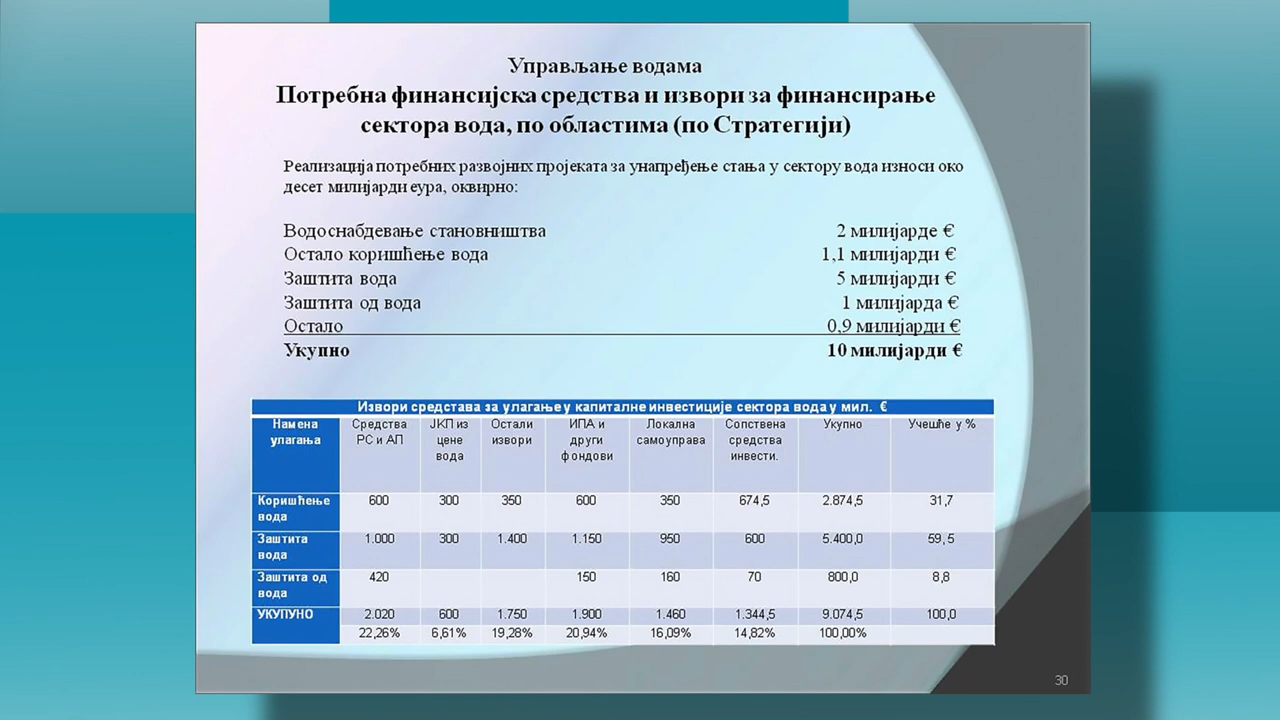 Управљање водама
Потребна финансијска средства и извори за финансирање
сектора вода, по областима (по Стратегији)
Реализација потребних развојних пројеката за унапређење стања у сектору вода износи око
десет милијарди еура, оквирно:
Водоснабдевање становништва 2 милијарде €
Остало коришћење вода 1,1 милијарди €
Заштита вода 5 милијарди €
Заштита од вода 1 милијарда €
Остало 0,9 милијарди €
Укупно 10 милијарди €
Извори средстава за улагање у капиталне инвестиције сектора вода у мил. €
Намена улагања Средства РС и АП ЈКП из цене вода Остали извори ИПА и други фондови Локална самоуправа Сопствена средства инвести. Укупно Учешће у %
Коришћење вода 600 300 350 600 350 674,5 2.874,5 31,7
Заштита вода 1.000 300 1.400 1.150 950 600 5.400,0 59,5
Заштита од вода 420 150 160 70 800,0 8,8
УКУПУНО 2.020 600 1.750 1.900 1.460 1.344,5 9.074,5 100,0
22,26% 6,61% 19,28% 20,94% 16,09% 14,82% 100,00%
30